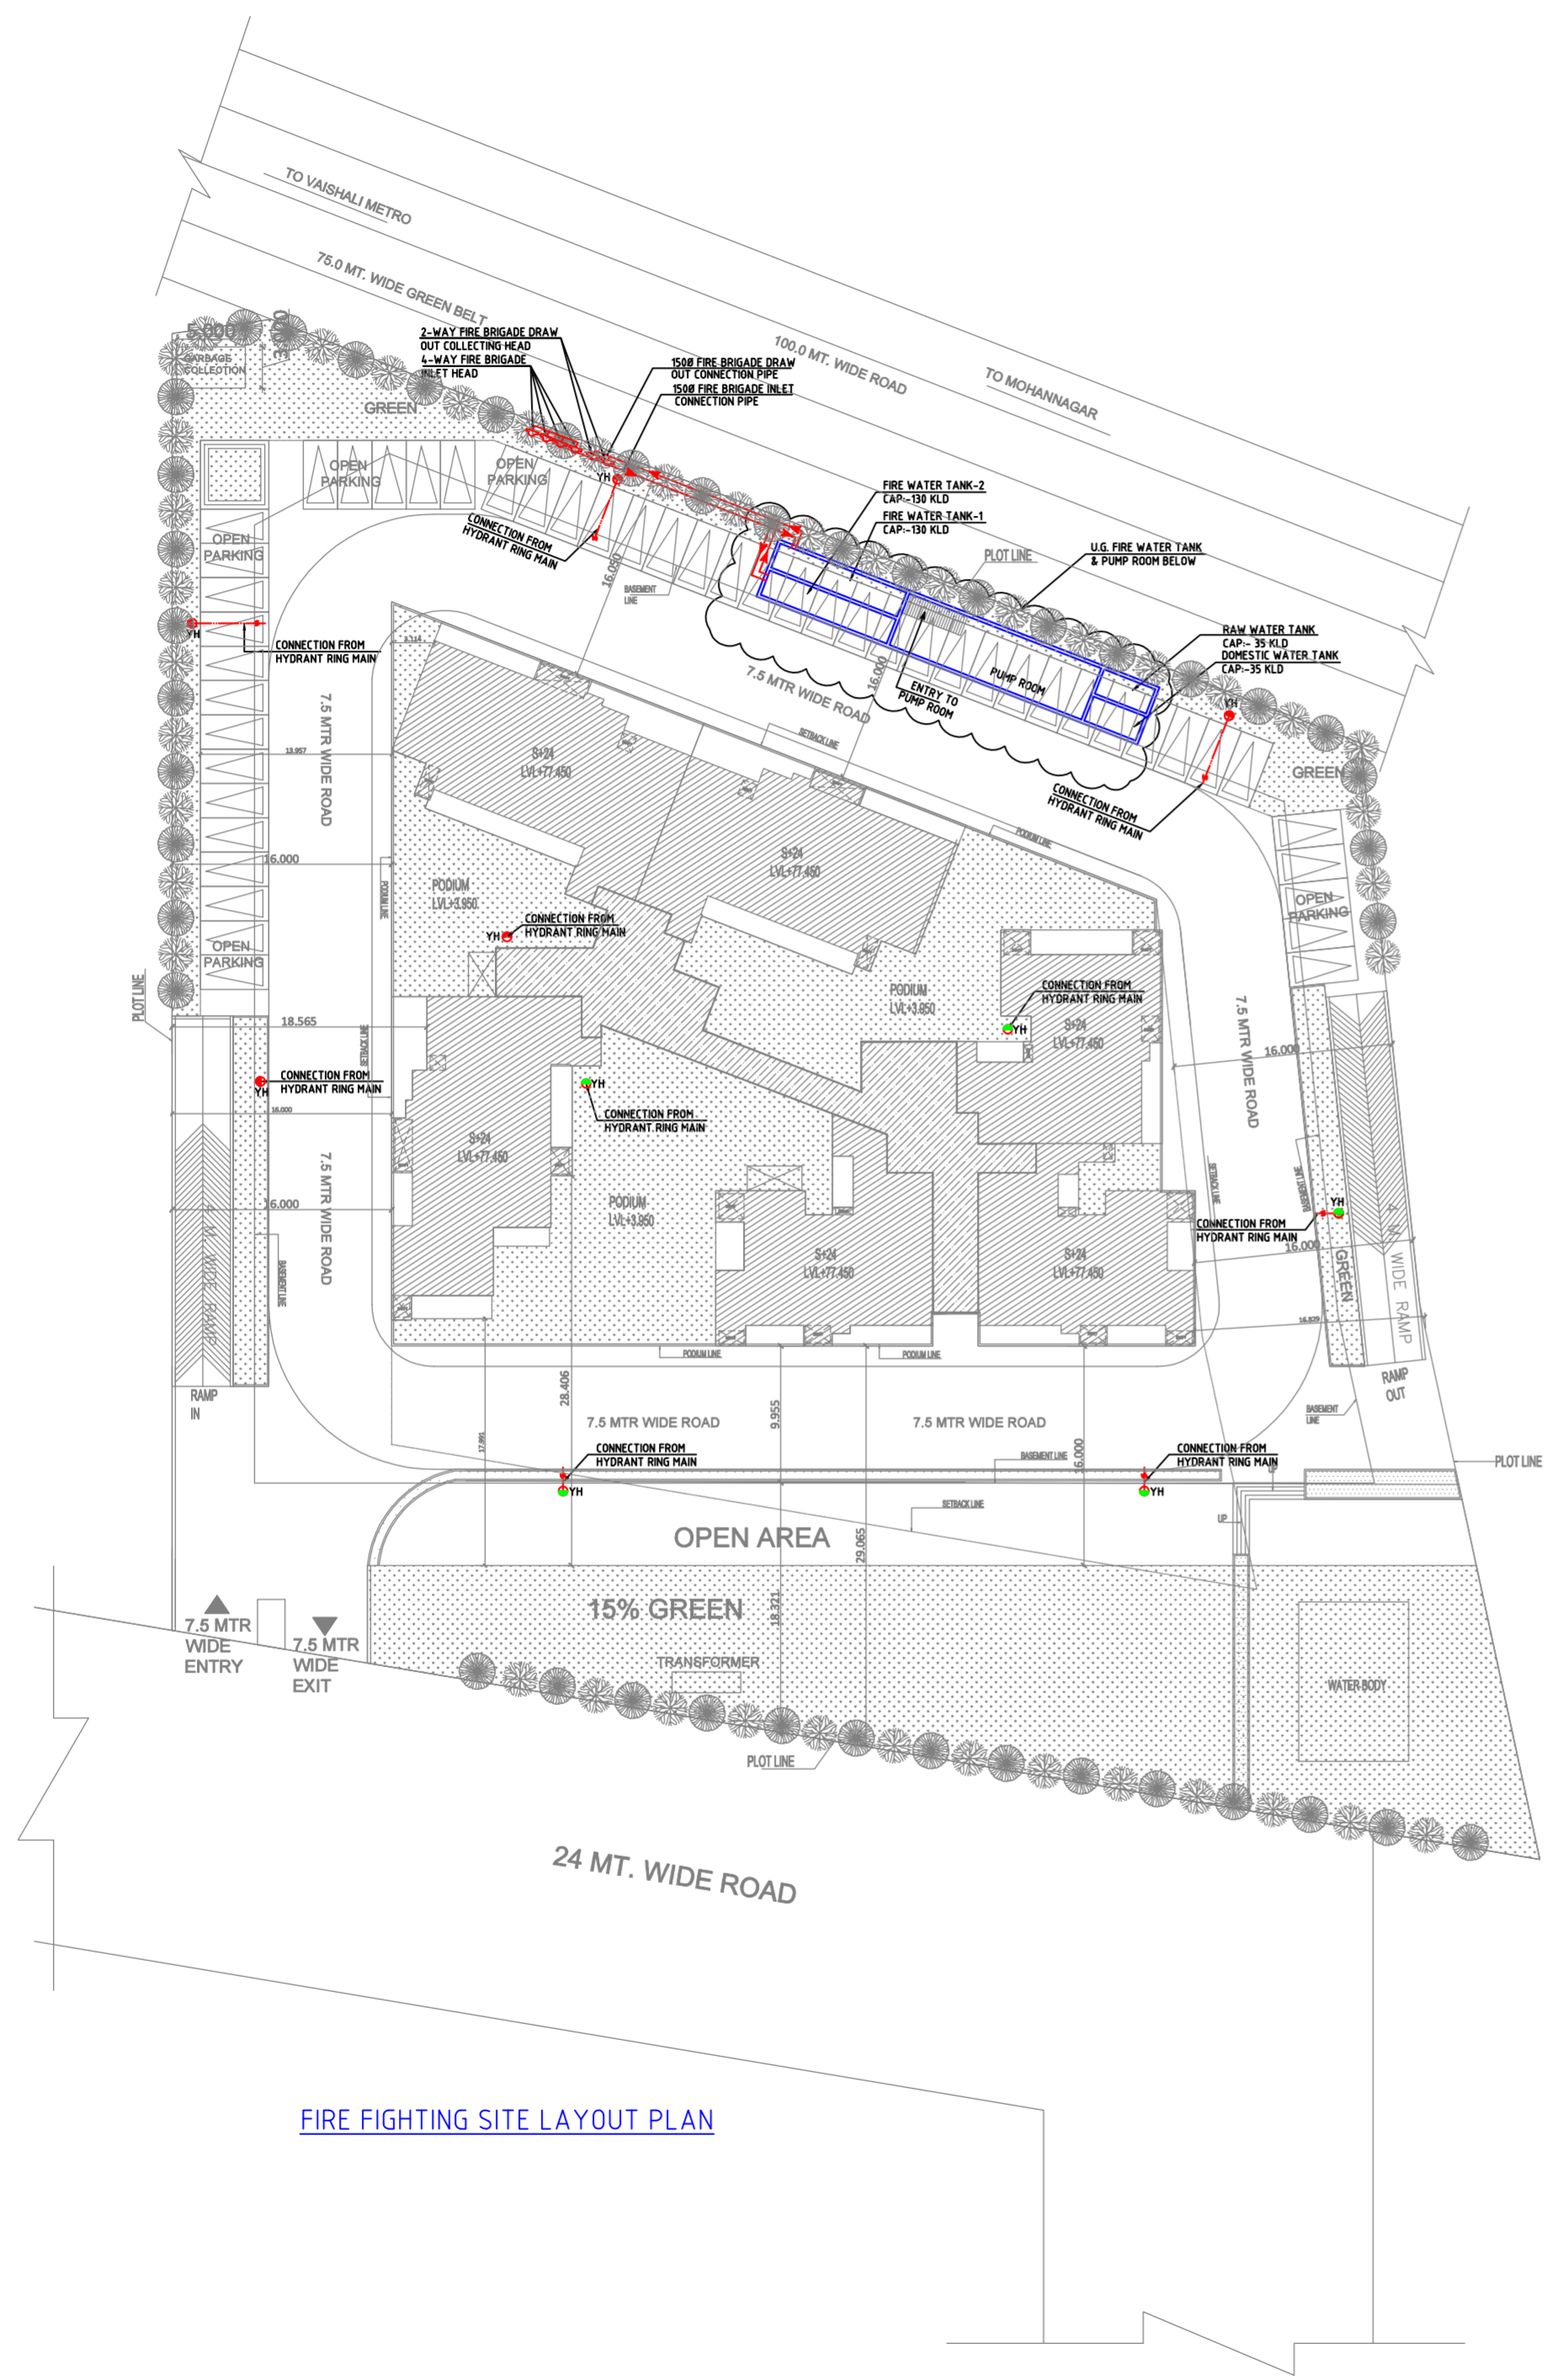 TO VAISHALI METRO
75.0 MT. WIDE GREEN BELT
100.0 MT. WIDE ROAD
TO MOHANNAGAR
5.000
GARBAGE
COLLECTION
GREEN
2-WAY FIRE BRIGADE DRAW
OUT COLLECTING HEAD
4-WAY FIRE BRIGADE
INLET HEAD
150Ø FIRE BRIGADE DRAW
OUT CONNECTION PIPE
150Ø FIRE BRIGADE INLET
CONNECTION PIPE
OPEN
PARKING
OPEN
PARKING
OPEN
PARKING
YH
CONNECTION FROM
HYDRANT RING MAIN
16.050
BASEMENT
LINE
FIRE WATER TANK-2
CAP:-130 KLD
FIRE WATER TANK-1
CAP:-130 KLD
PLOT LINE
U.G. FIRE WATER TANK
& PUMP ROOM BELOW
RAW WATER TANK
CAP:- 35 KLD
DOMESTIC WATER TANK
CAP:-35 KLD
PUMP ROOM
ENTRY TO
PUMP ROOM
16.000
7.5 MTR WIDE ROAD
SETBACK LINE
YH
CONNECTION FROM
HYDRANT RING MAIN
YH
CONNECTION FROM
HYDRANT RING MAIN
GREEN
PODIUM LINE
7.5 MTR WIDE ROAD
13.957
16.000
PODIUM LINE
S+24
LVL+77.450
S+24
LVL+77.450
PODIUM
LVL+3.950
YH
CONNECTION FROM
HYDRANT RING MAIN
OPEN
PARKING
OPEN
PARKING
PLOT LINE
18.565
SETBACK LINE
PODIUM
LVL+3.950
CONNECTION FROM
HYDRANT RING MAIN
YH
S+24
LVL+77.450
7.5 MTR WIDE ROAD
16.000
CONNECTION FROM
HYDRANT RING MAIN
YH
16.000
YH
CONNECTION FROM
HYDRANT RING MAIN
S+24
LVL+77.450
7.5 MTR WIDE ROAD
16.000
4 M. WIDE RAMP
BASEMENT LINE
PODIUM
LVL+3.950
S+24
LVL+77.450
S+24
LVL+77.450
SETBACK LINE
BASEMENT LINE
YH
CONNECTION FROM
HYDRANT RING MAIN
16.000
GREEN
4 M. WIDE RAMP
16.829
PODIUM LINE
PODIUM LINE
RAMP
IN
RAMP
OUT
BASEMENT
LINE
28.406
17.991
9.955
16.000
7.5 MTR WIDE ROAD
7.5 MTR WIDE ROAD
CONNECTION FROM
HYDRANT RING MAIN
YH
BASEMENT LINE
CONNECTION FROM
HYDRANT RING MAIN
YH
UP
PLOT LINE
SETBACK LINE
UP
OPEN AREA
29.065
15% GREEN
18.321
7.5 MTR
WIDE
ENTRY
7.5 MTR
WIDE
EXIT
TRANSFORMER
WATER BODY
PLOT LINE
24 MT. WIDE ROAD
FIRE FIGHTING SITE LAYOUT PLAN